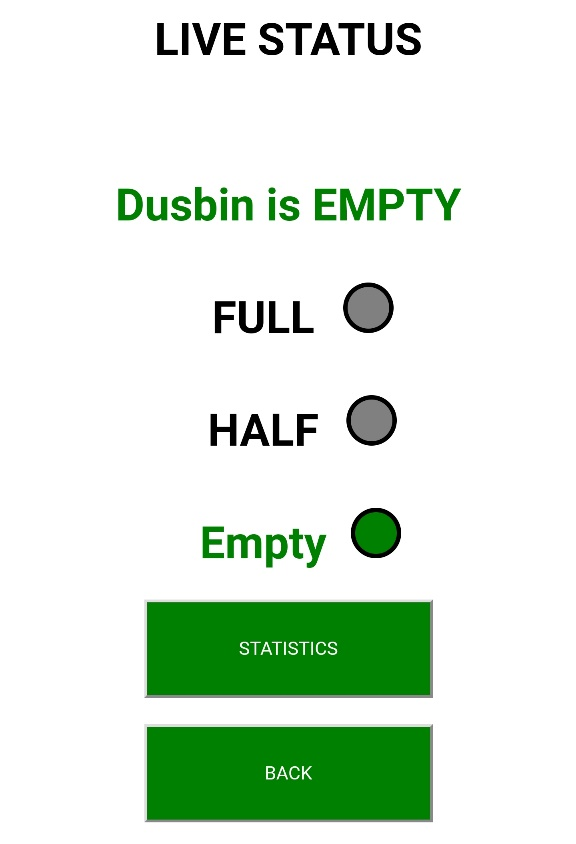 LIVE STATUS
Dusbin is EMPTY
FULL
HALF
Empty
STATISTICS
BACK